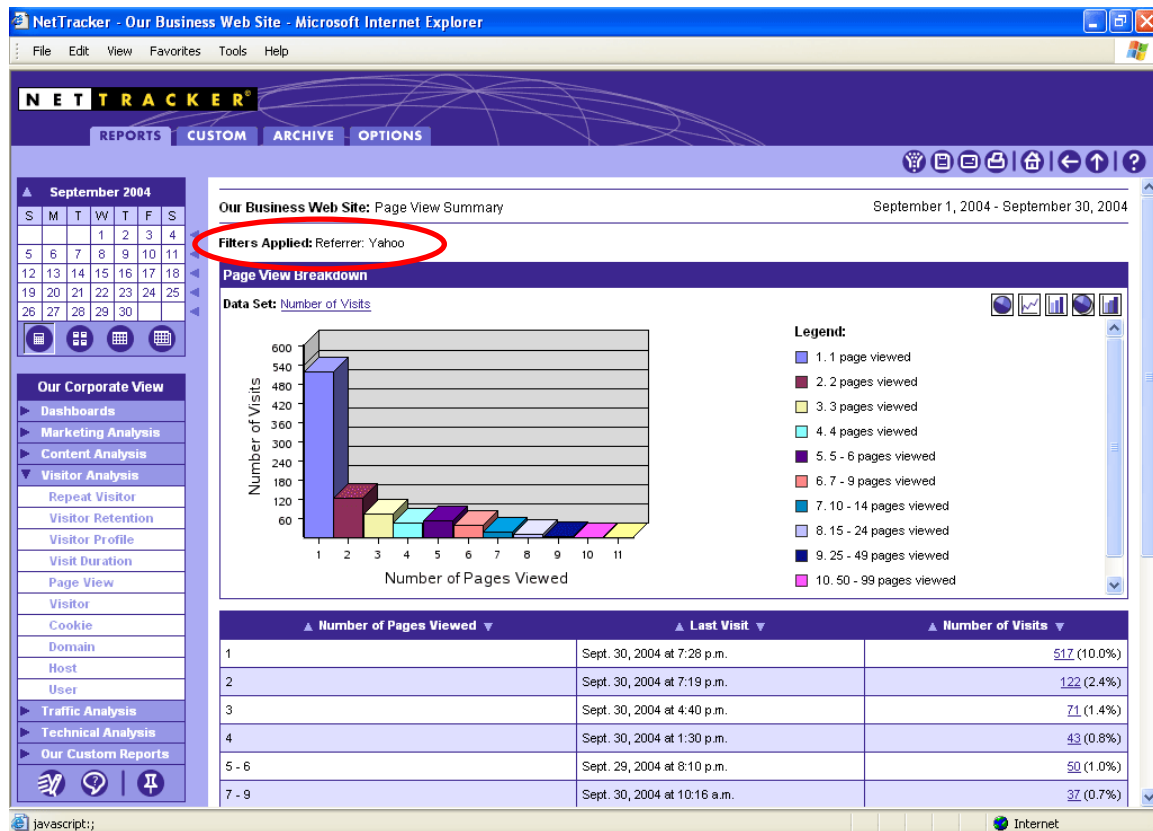 NetTracker - Our Business Web Site - Microsoft Internet Explorer
File Edit View Favorites Tools Help
NETTRACKER®
REPORTS CUSTOM ARCHIVE OPTIONS
September 2004
S M T W T F S
1 2 3 4
5 6 7 8 9 10 11
12 13 14 15 16 17 18
19 20 21 22 23 24 25
26 27 28 29 30
Our Corporate View
Dashboards
Marketing Analysis
Content Analysis
Visitor Analysis
Repeat Visitor
Visitor Retention
Visitor Profile
Visit Duration
Page View
Visitor
Cookie
Domain
Host
User
Traffic Analysis
Technical Analysis
Our Custom Reports
Our Business Web Site: Page View Summary September 1, 2004 - September 30, 2004
Filters Applied: Referrer: Yahoo
Page View Breakdown
Data Set: Number of Visits
Number of Visits
600
540
480
420
360
300
240
180
120
60
1 2 3 4 5 6 7 8 9 10 11
Number of Pages Viewed
Legend:
1. 1 page viewed
2. 2 pages viewed
3. 3 pages viewed
4. 4 pages viewed
5. 5 - 6 pages viewed
6. 7 - 9 pages viewed
7. 10 - 14 pages viewed
8. 15 - 24 pages viewed
9. 25 - 49 pages viewed
10. 50 - 99 pages viewed
Number of Pages Viewed Last Visit Number of Visits
1 Sept. 30, 2004 at 7:28 p.m. 517 (10.0%)
2 Sept. 30, 2004 at 7:19 p.m. 122 (2.4%)
3 Sept. 30, 2004 at 4:40 p.m. 71 (1.4%)
4 Sept. 30, 2004 at 1:30 p.m. 43 (0.8%)
5 - 6 Sept. 29, 2004 at 8:10 p.m. 50 (1.0%)
7 - 9 Sept. 30, 2004 at 10:16 a.m. 37 (0.7%)
javascript:; Internet